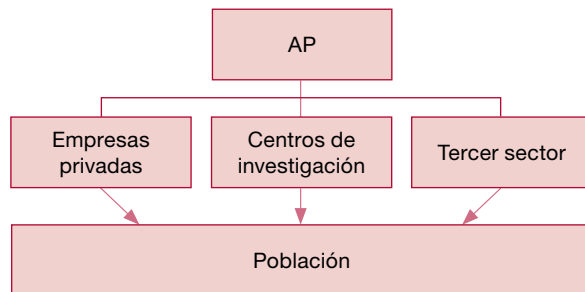 AP
Empresas
privadas
Centros de
investigación
Tercer sector
Población